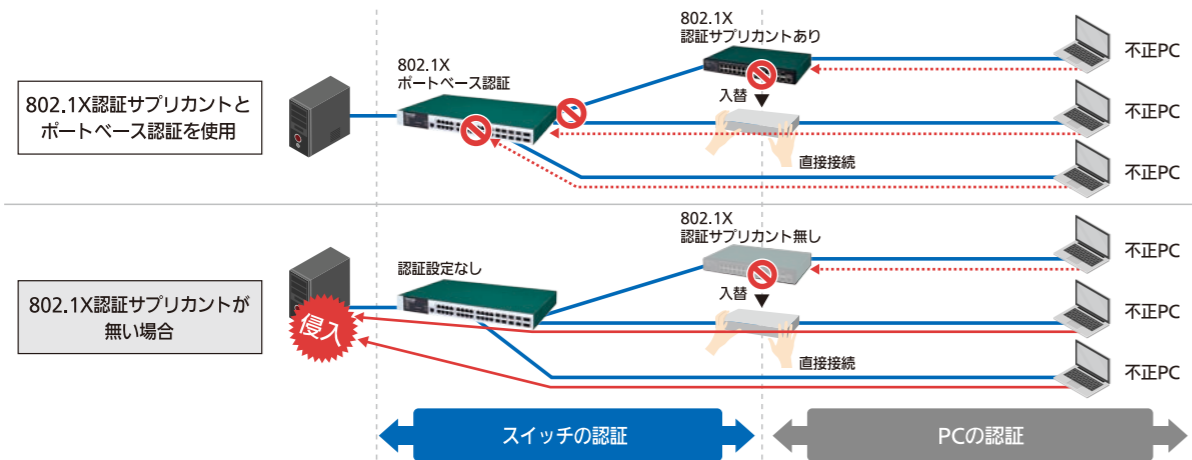 802.1X
認証サプリカントあり
不正PC
802.1X
ポートベース認証
802.1X認証サプリカントと
ポートベース認証を使用
入替
不正PC
直接接続
不正PC
802.1X
認証サプリカント無し
不正PC
認証設定なし
入替
802.1X認証サプリカントが
無い場合
侵入
不正PC
直接接続
不正PC
スイッチの認証
PCの認証